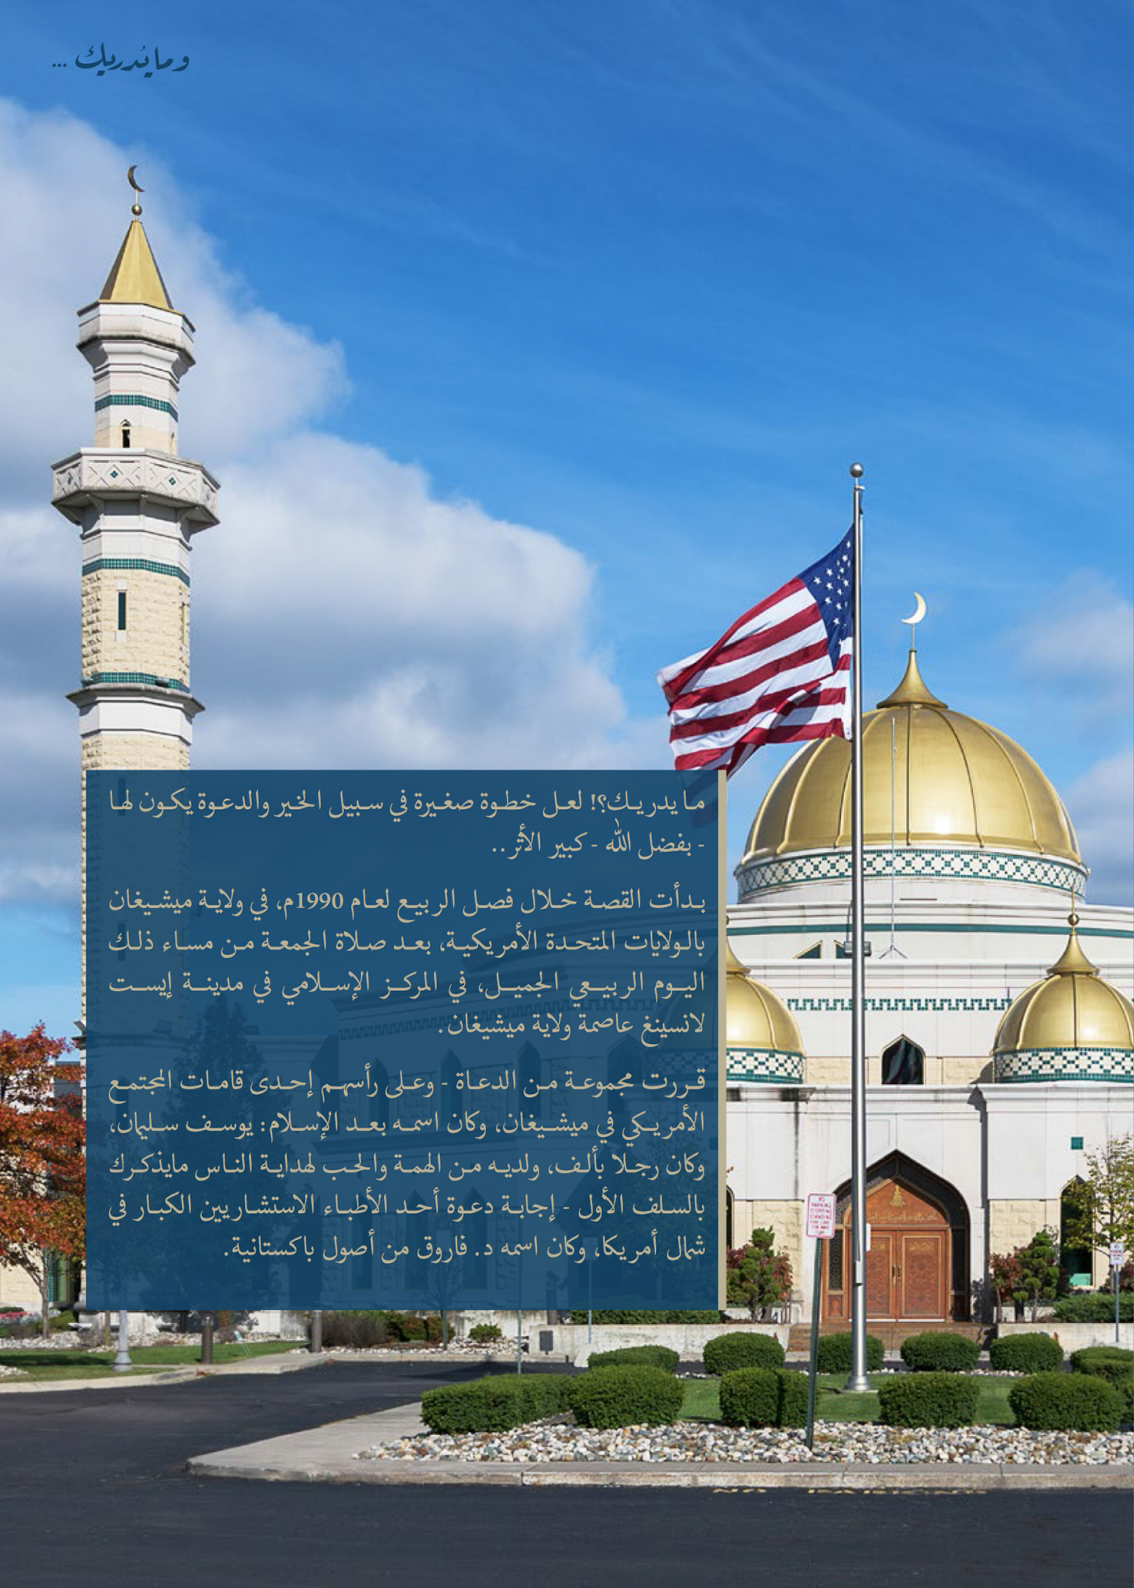 وما يُدريك ...
ما يدريك؟! لعل خطوة صغيرة في سبيل الخير والدعوة يكون لها
- بفضل الله - كبير الأثر..
بدأت القصة خلال فصل الربيع لعام 1990م، في ولاية ميشيغان
بالولايات المتحدة الأمريكية، بعد صلاة الجمعة من مساء ذلك
اليوم الربيعي الجميل، في المركز الإسلامي في مدينة إيست
لانسينغ عاصمة ولاية ميشيغان.
قررت مجموعة من الدعاة - وعلى رأسهم إحدى قامات المجتمع
الأمريكي في ميشيغان، وكان اسمه بعد الإسلام: يوسف سليمان،
وكان رجلا بألف، ولديه من الهمة والحب لهداية الناس مايذكرك
بالسلف الأول - إجابة دعوة أحد الأطباء الاستشاريين الكبار في
شمال أمريكا، وكان اسمه د. فاروق من أصول باكستانية.